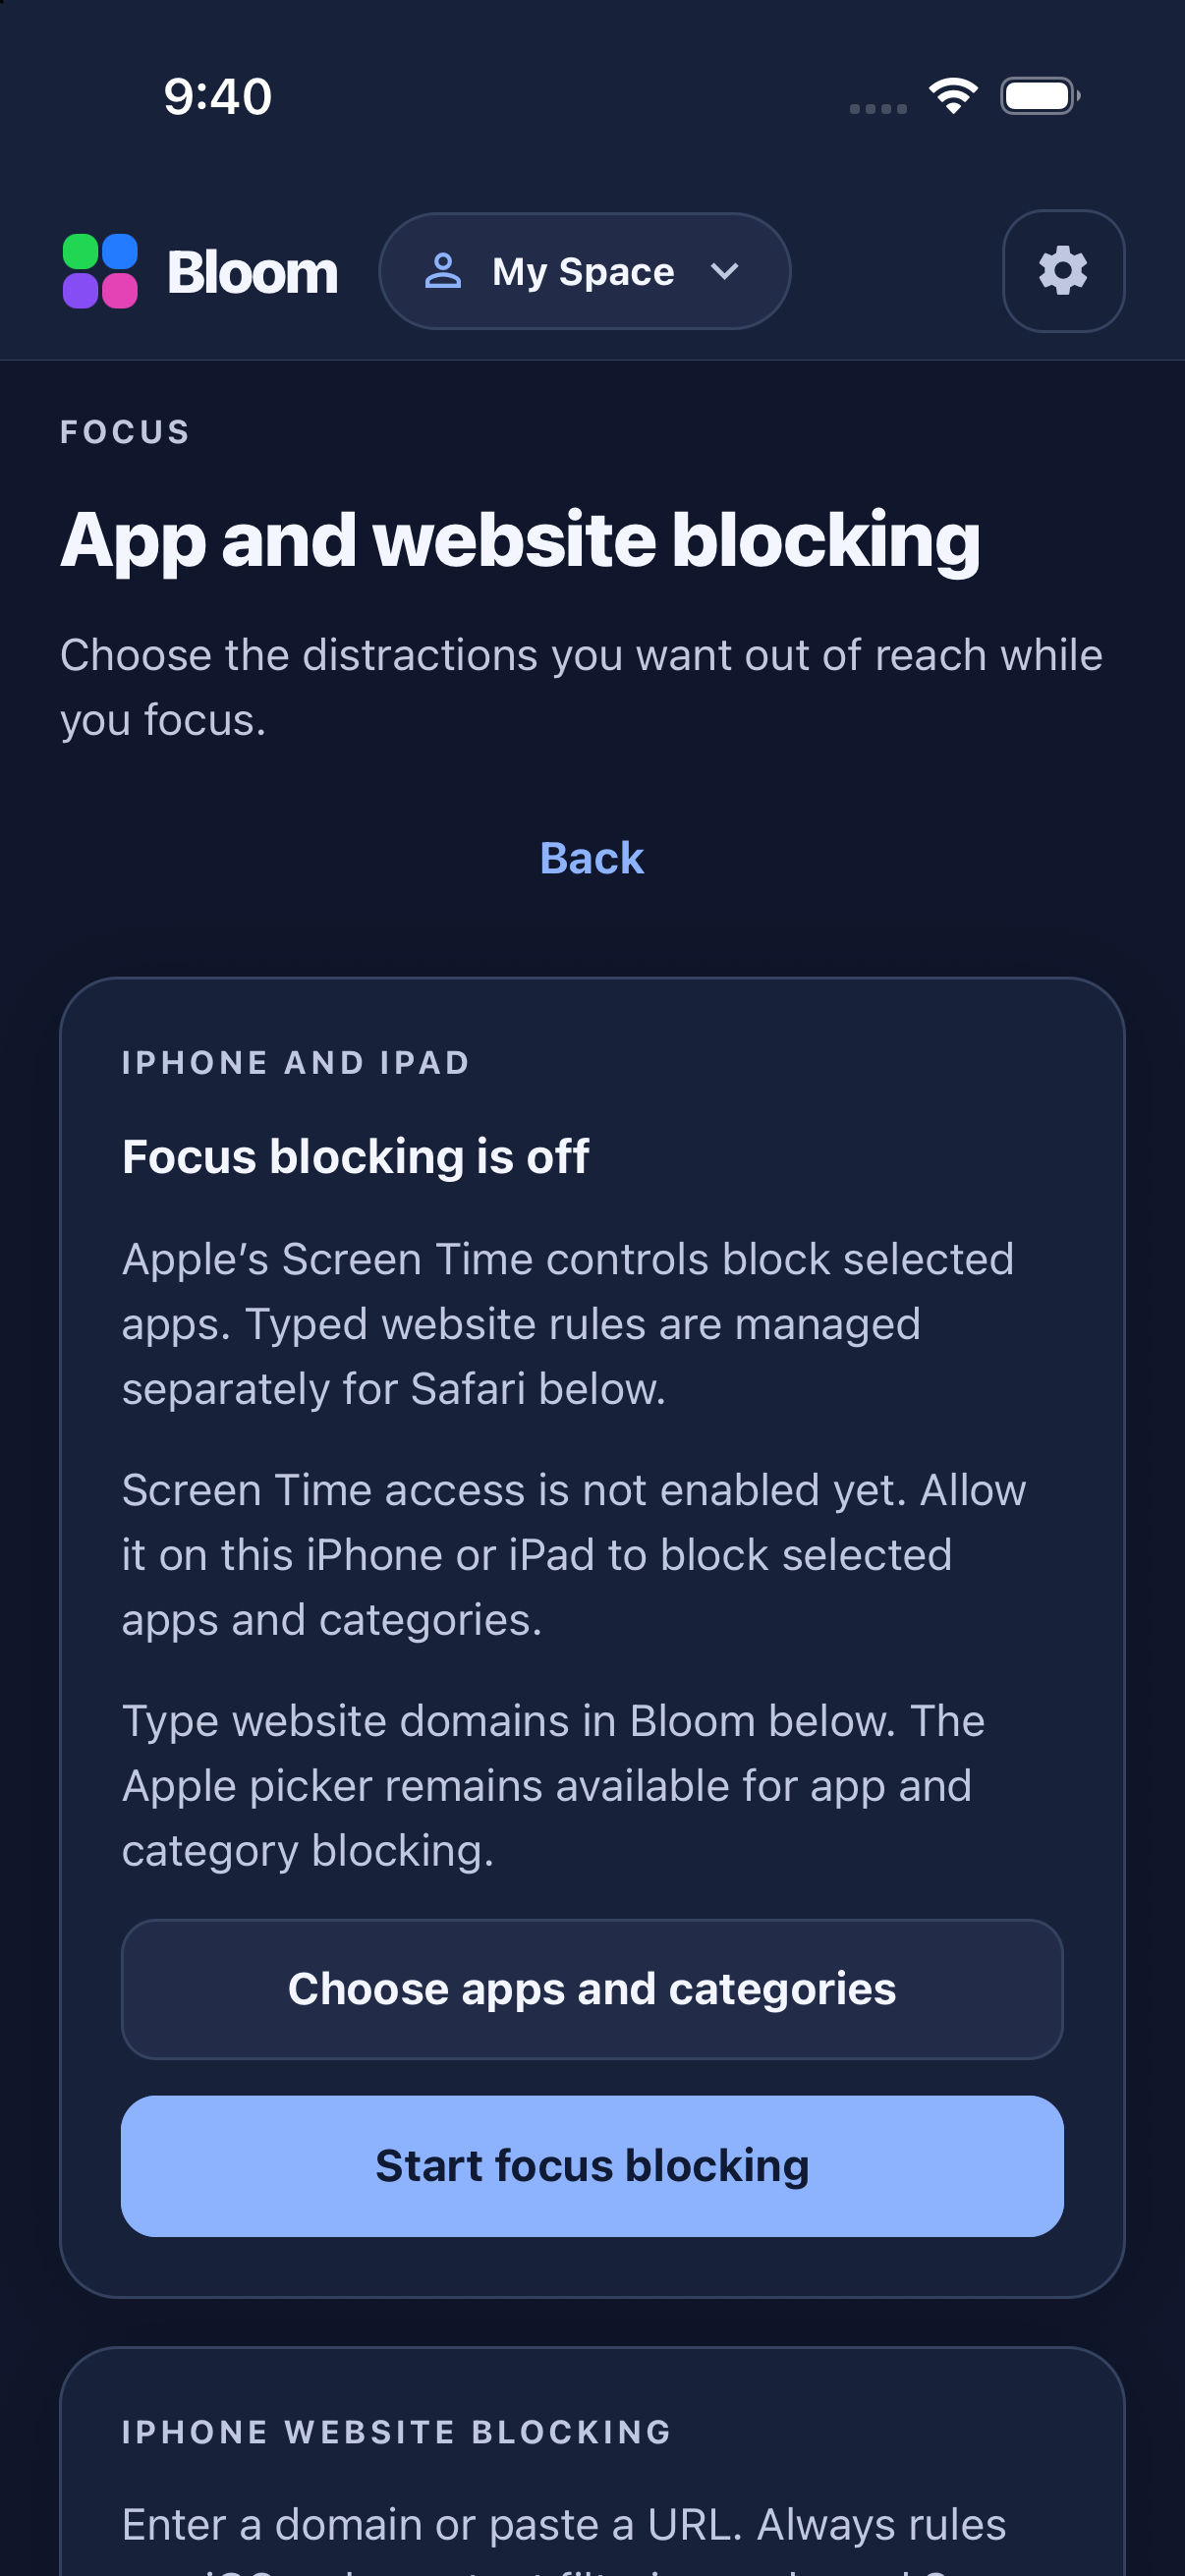 9:40
Bloom
My Space
FOCUS
App and website blocking
Choose the distractions you want out of reach while
you focus.
Back
IPHONE AND IPAD
Focus blocking is off
Apple’s Screen Time controls block selected
apps. Typed website rules are managed
separately for Safari below.
Screen Time access is not enabled yet. Allow
it on this iPhone or iPad to block selected
apps and categories.
Type website domains in Bloom below. The
Apple picker remains available for app and
category blocking.
Choose apps and categories
Start focus blocking
IPHONE WEBSITE BLOCKING
Enter a domain or paste a URL. Always rules